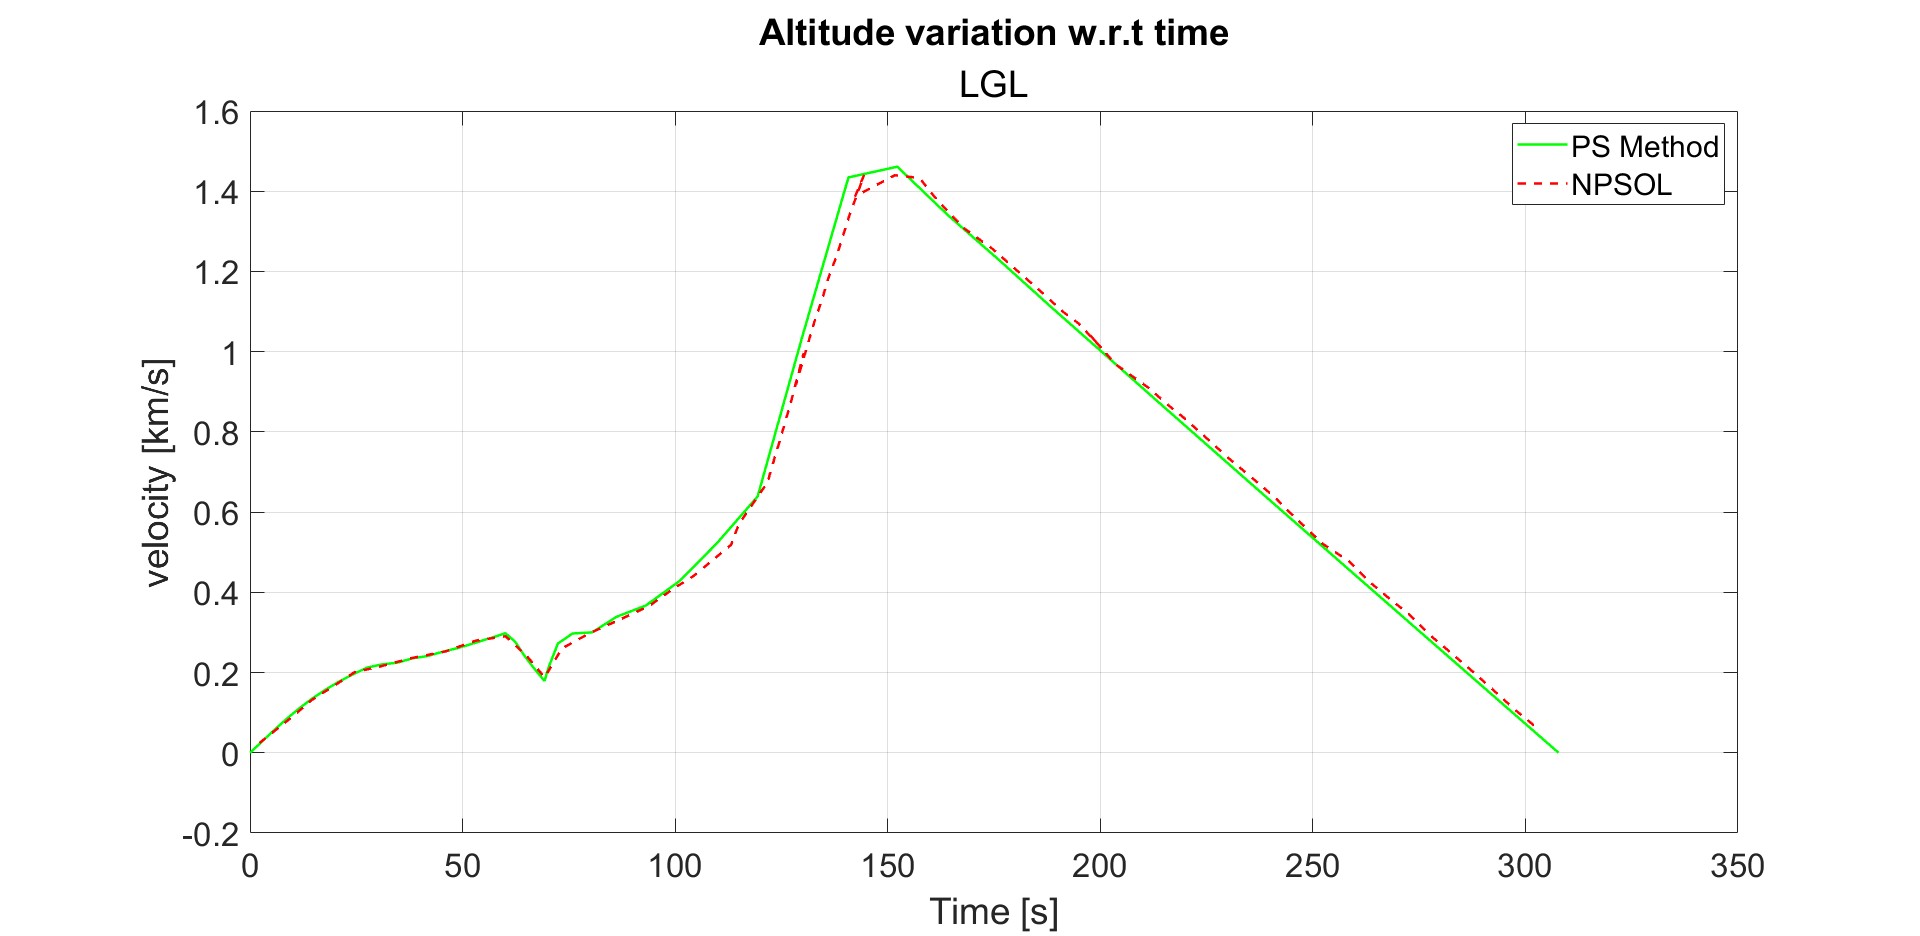 Altitude variation w.r.t time
LGL
PS Method
NPSOL
velocity [km/s]
1.6
1.4
1.2
1
0.8
0.6
0.4
0.2
0
-0.2
0 50 100 150 200 250 300 350
Time [s]